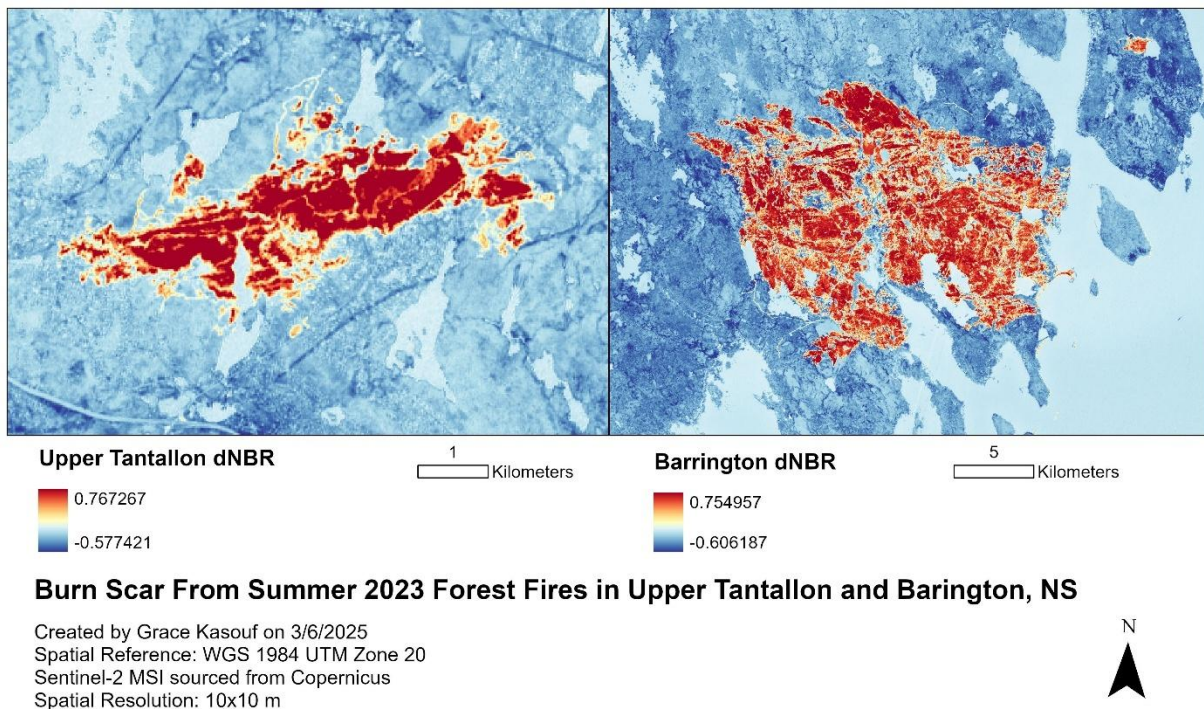 Upper Tantallon dNBR
0.767267
-0.577421
1
Kilometers
Barrington dNBR
0.754957
-0.606187
5
Kilometers
Burn Scar From Summer 2023 Forest Fires in Upper Tantallon and Barington, NS
Created by Grace Kasouf on 3/6/2025
Spatial Reference: WGS 1984 UTM Zone 20
Sentinel-2 MSI sourced from Copernicus
Spatial Resolution: 10x10 m
N